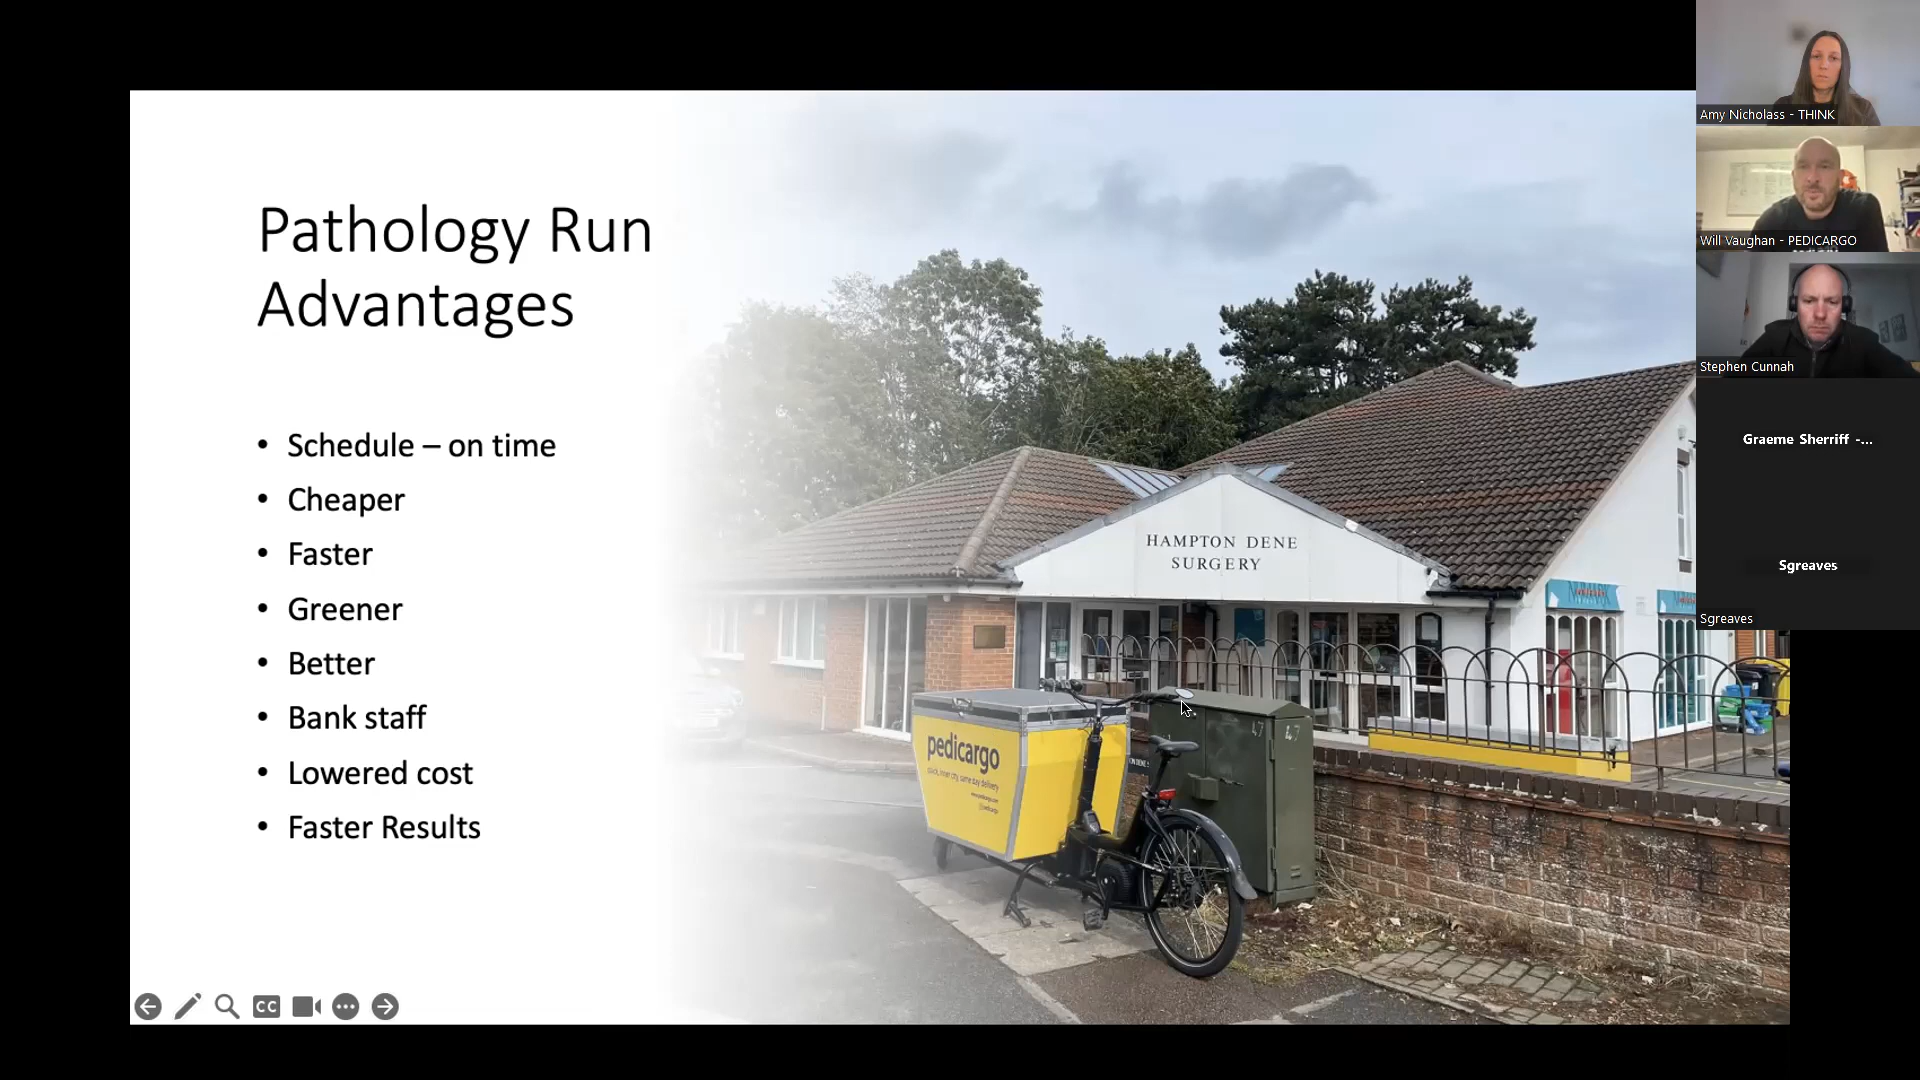 Pathology Run
Advantages
• Schedule – on time
• Cheaper
• Faster
• Greener
• Better
• Bank staff
• Lowered cost
• Faster Results
HAMPTON DENE
SURGERY
pedicargo
CC
Amy Nicholass - THINK
Will Vaughan - PEDICARGO
Stephen Cunnah
Graeme Sherriff -...
Sgreaves
Sgreaves